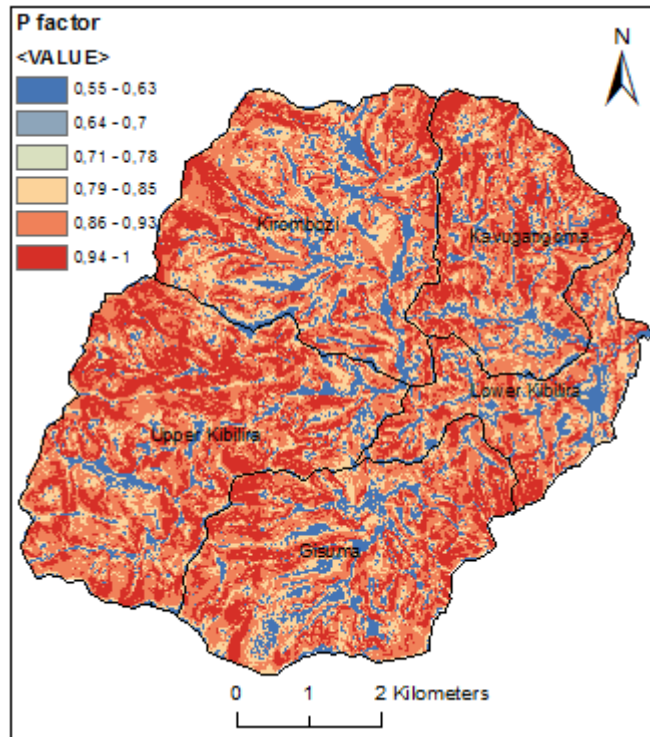 P factor
<VALUE>
0,55 - 0,63
0,64 - 0,7
0,71 - 0,78
0,79 - 0,85
0,86 - 0,93
0,94 - 1
N
Kirombozi
Kavugangoma
Lower Kibilira
Upper Kibilira
Gisuma
0 1 2 Kilometers